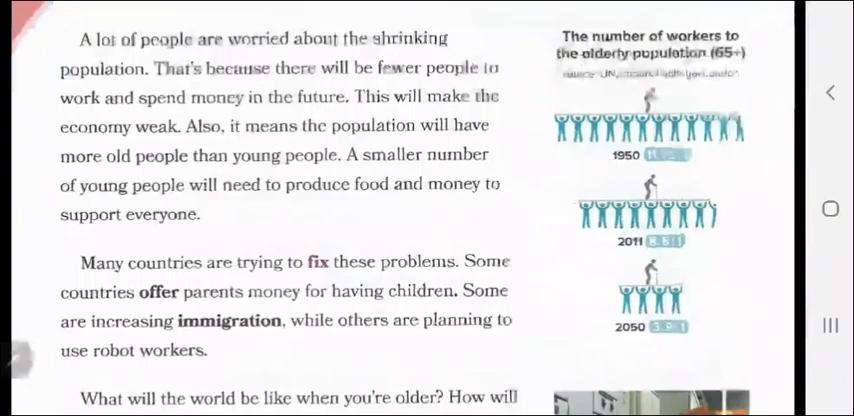 A lot of people are worried about the shrinking
population. That's because there will be fewer people to
work and spend money in the future. This will make the
economy weak. Also, it means the population will have
more old people than young people. A smaller number
of young people will need to produce food and money to
support everyone.
Many countries are trying to fix these problems. Some
countries offer parents money for having children. Some
are increasing immigration, while others are planning to
use robot workers.
What will the world be like when you're older? How will
The number of workers to
the elderly population (65+)
1950
2011
2050 3.9:1